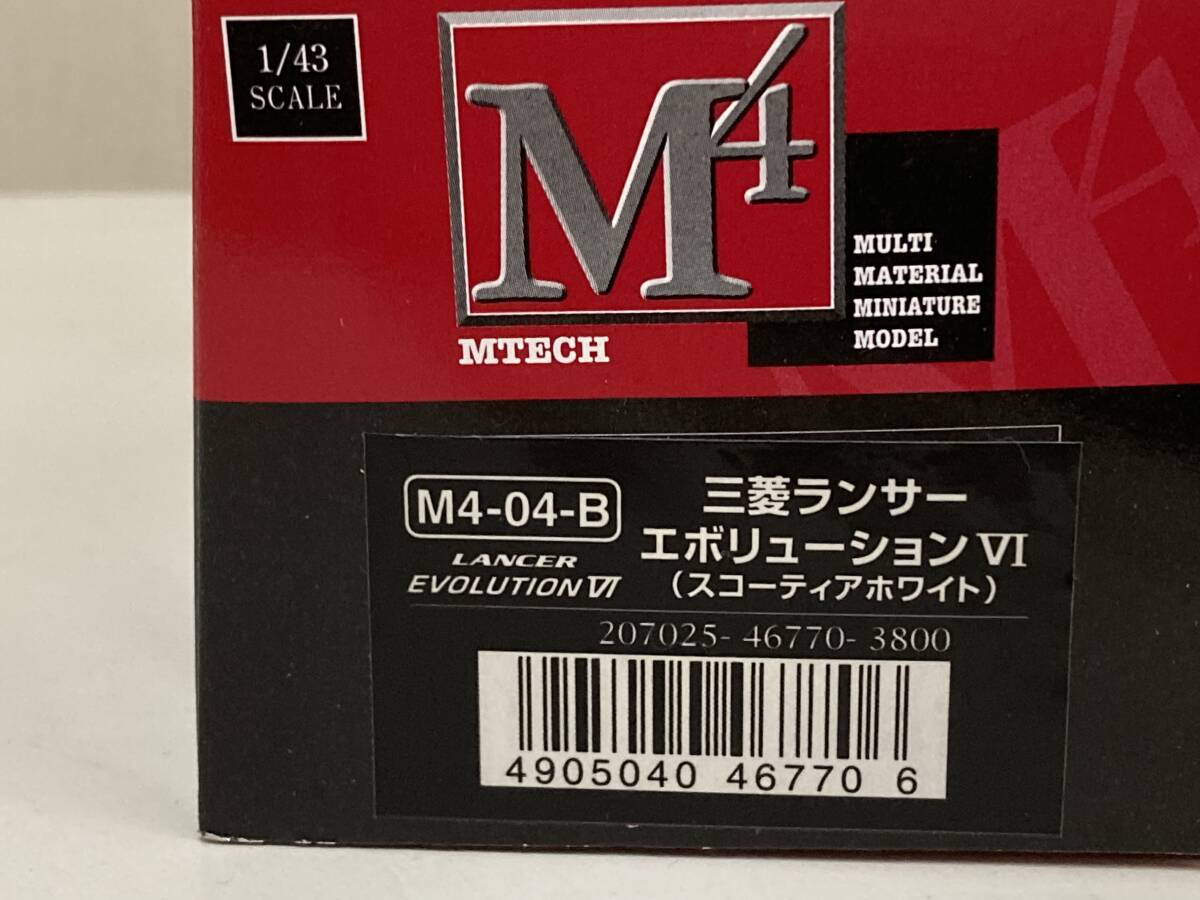 1/43
SCALE
M4
MULTI
MATERIAL
MINIATURE
MODEL
MTECH
M4-04-B
LANCER
EVOLUTION VI
三菱ランサー
エボリューションVI
（スコーティアホワイト）
207025- 46770- 3800
4905040 46770 6